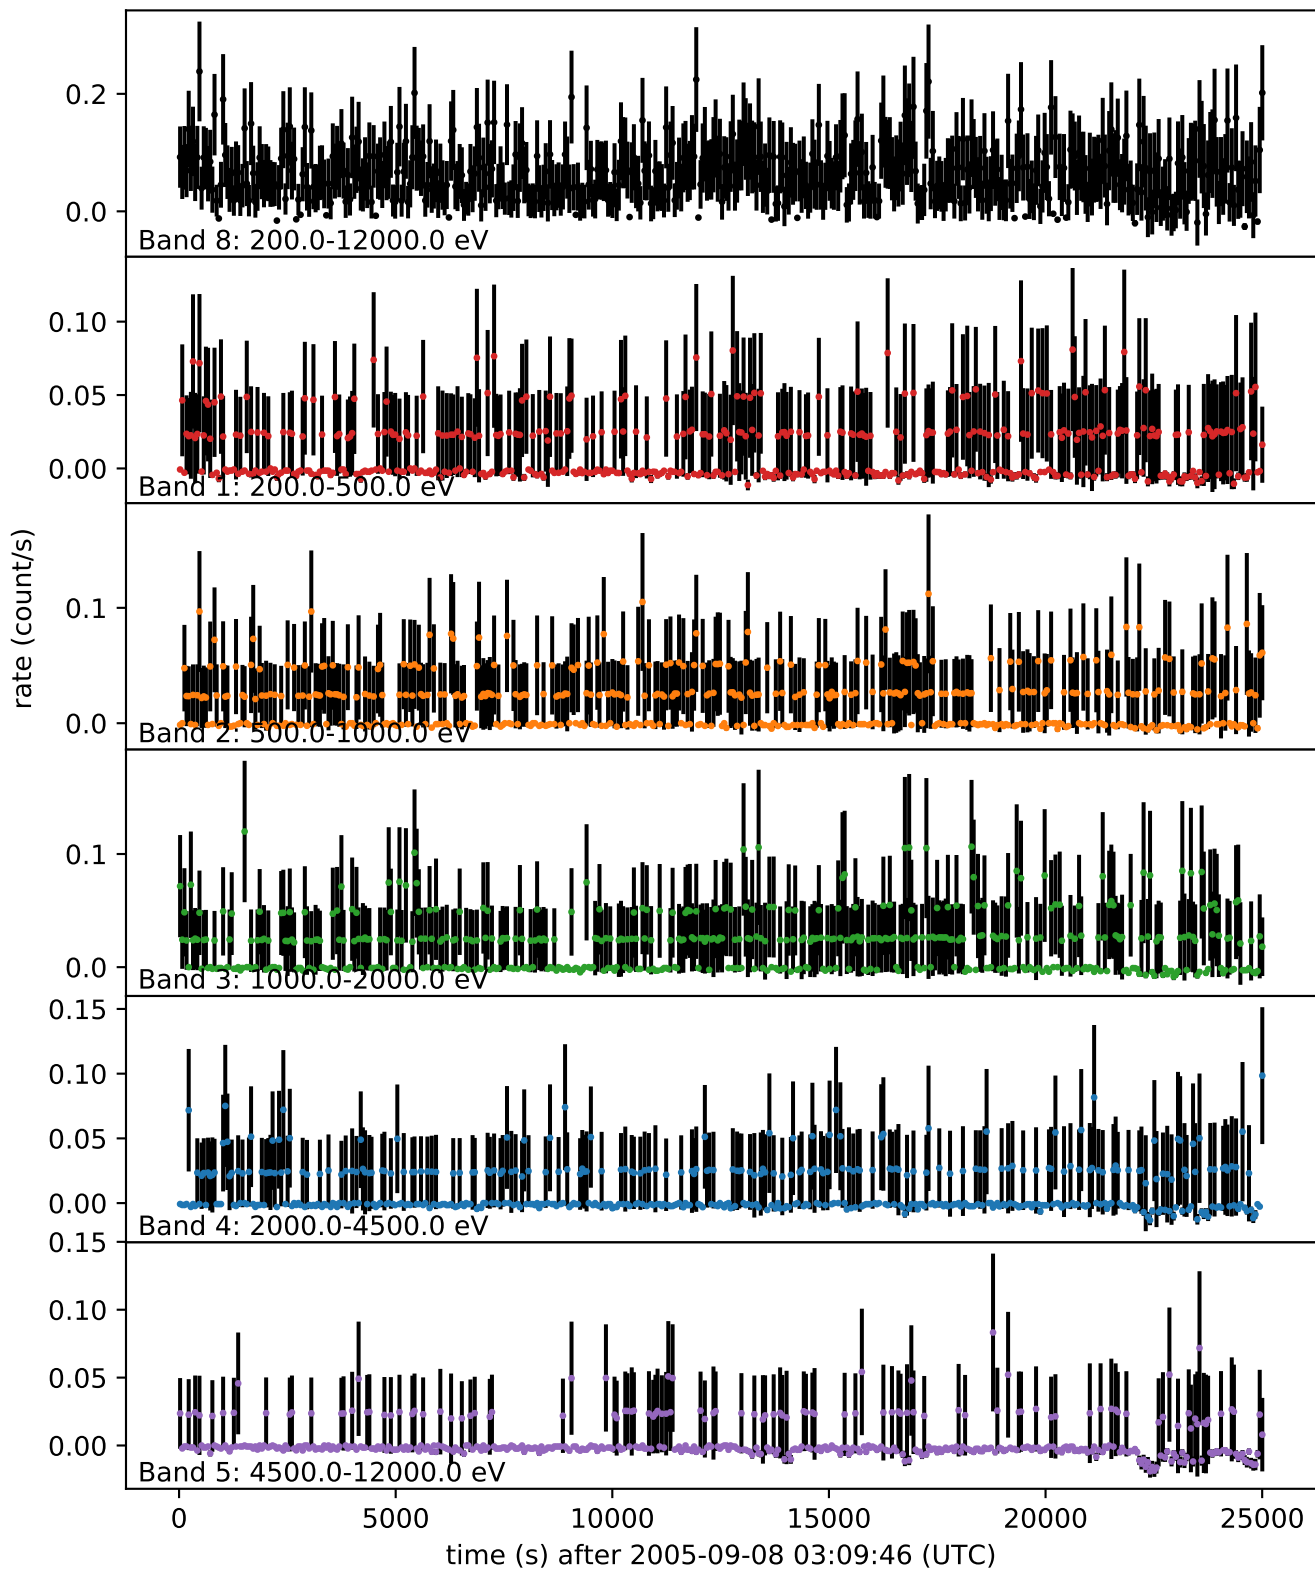 0.2
0.0
Band 8: 200.0-12000.0 eV
0.10
0.05
0.00
Band 1: 200.0-500.0 eV
rate (count/s)
0.1
0.0
Band 2: 500.0-1000.0 eV
0.1
0.0
Band 3: 1000.0-2000.0 eV
0.15
0.10
0.05
0.00
Band 4: 2000.0-4500.0 eV
0.15
0.10
0.05
0.00
Band 5: 4500.0-12000.0 eV
0 5000 10000 15000 20000 25000
time (s) after 2005-09-08 03:09:46 (UTC)